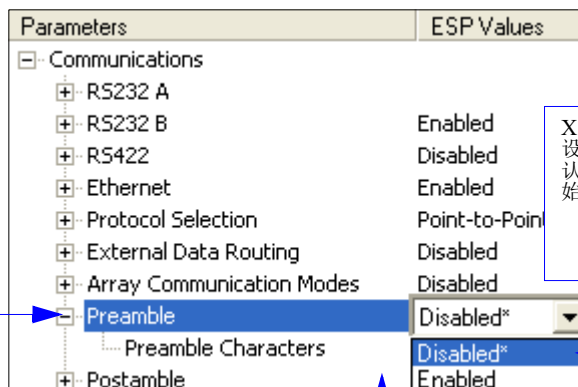 Parameters ESP Values
Communications
RS232 A
RS232 B Enabled
RS422 Disabled
Ethernet Enabled
Protocol Selection Point-to-Poin
External Data Routing Disabled
Array Communication Modes Disabled
Preamble Disabled*
Preamble Characters Disabled*
Postamble Enabled
X
设
认
始